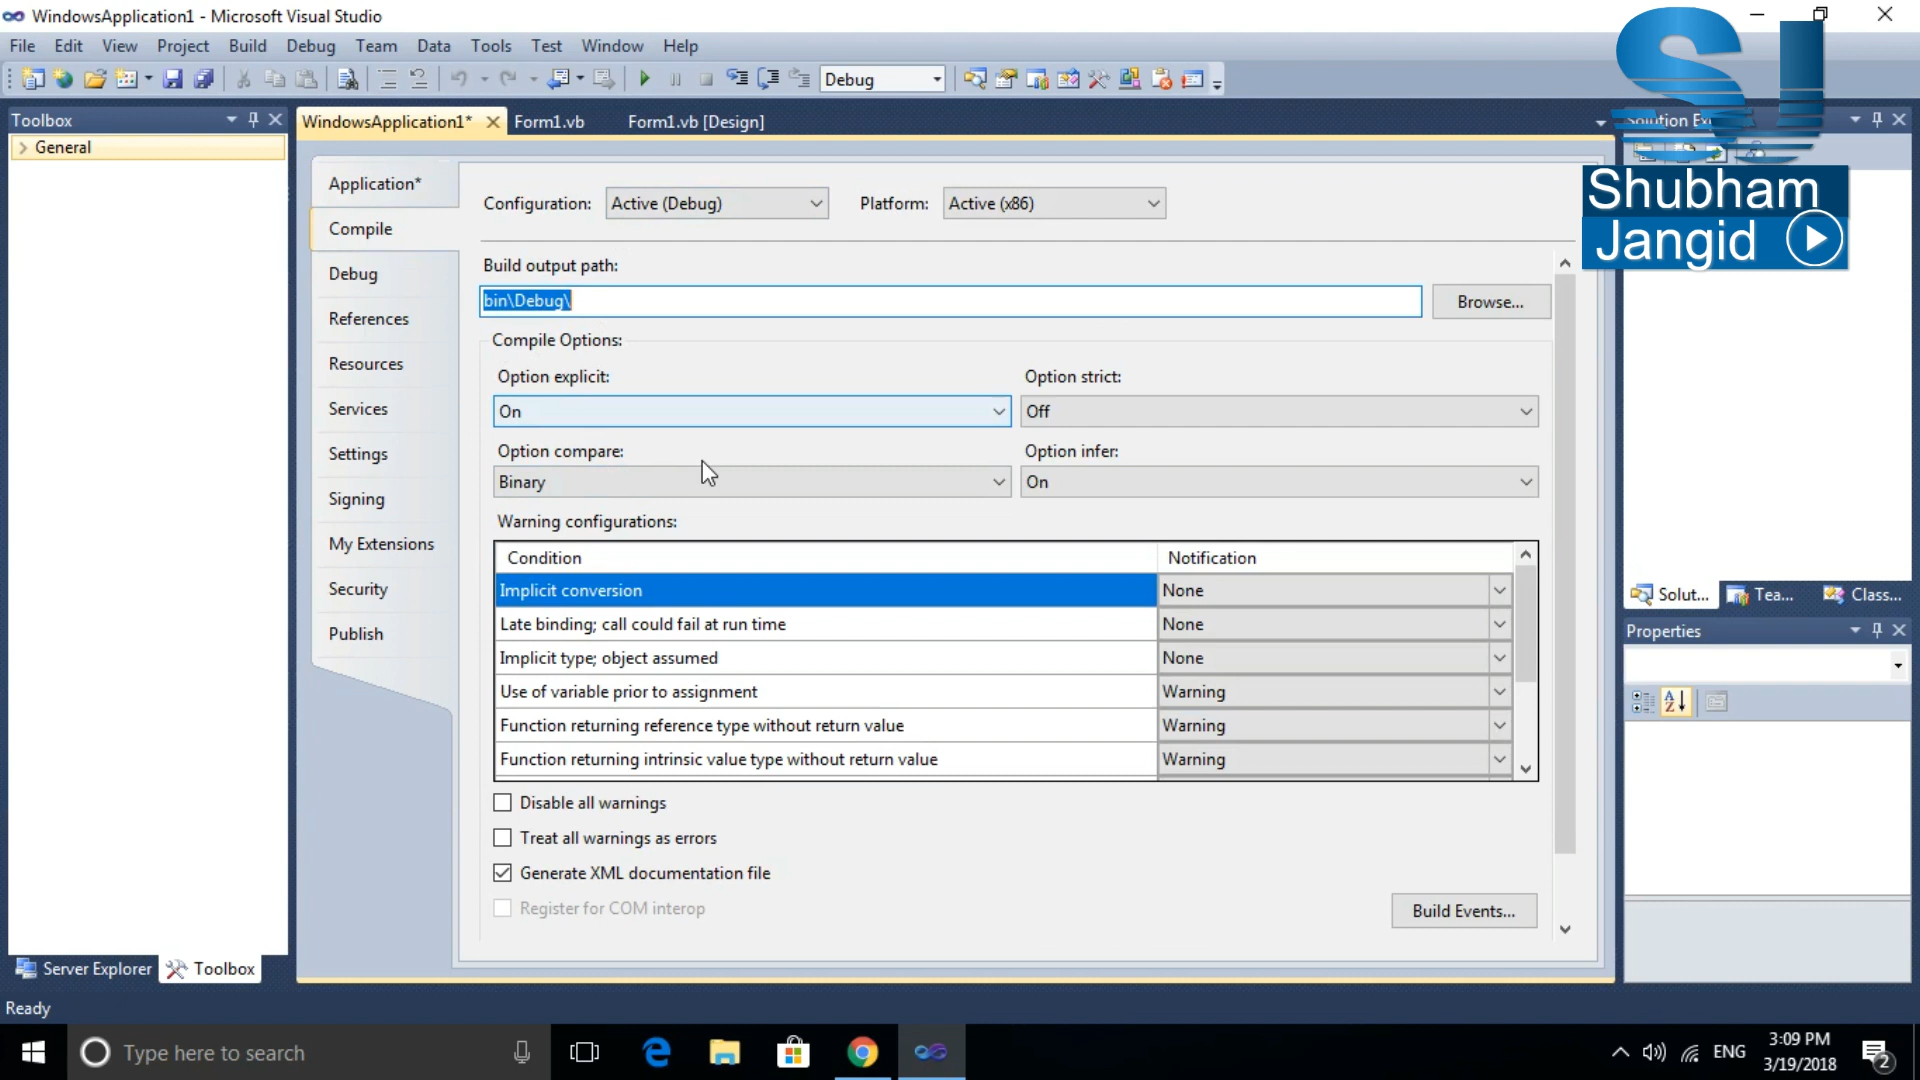 WindowsApplication1 - Microsoft Visual Studio
File Edit View Project Build Debug Team Data Tools Test Window Help
Debug
Toolbox
General
WindowsApplication1* Form1.vb Form1.vb [Design]
Application*
Compile
Debug
References
Resources
Services
Settings
Signing
My Extensions
Security
Publish
Configuration: Active (Debug) Platform: Active (x86)
Build output path:
bin\Debug\
Browse...
Compile Options:
Option explicit: Option strict:
On Off
Option compare: Option infer:
Binary On
Warning configurations:
Condition Notification
Implicit conversion None
Late binding; call could fail at run time None
Implicit type; object assumed None
Use of variable prior to assignment Warning
Function returning reference type without return value Warning
Function returning intrinsic value type without return value Warning
Disable all warnings
Treat all warnings as errors
Generate XML documentation file
Register for COM interop
Build Events...
SJ
Shubham
Jangid
Solution
Solut... Tea... Class...
Properties
Server Explorer Toolbox
Ready
Type here to search
ENG
3:09 PM
3/19/2018
2